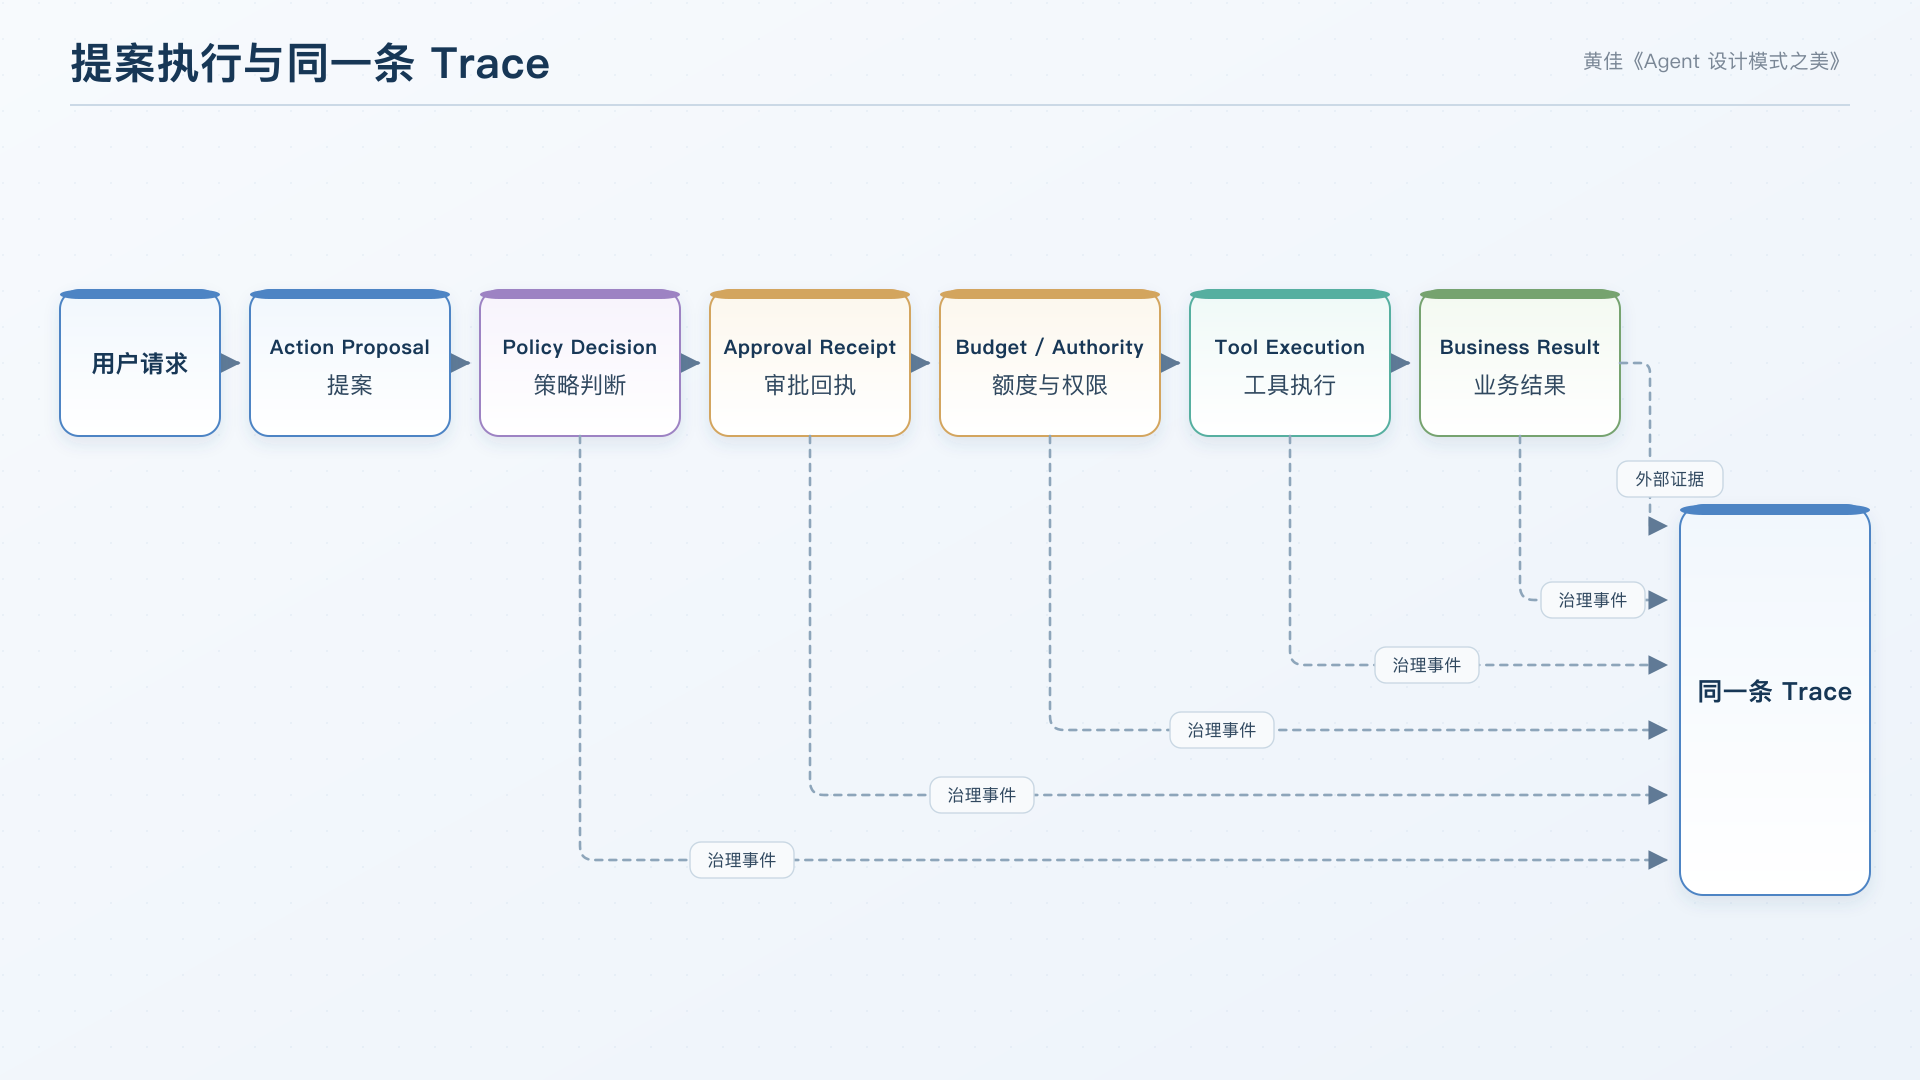 提案执行与同一条 Trace
黄佳《Agent 设计模式之美》
用户请求
Action Proposal
提案
Policy Decision
策略判断
Approval Receipt
审批回执
Budget / Authority
额度与权限
Tool Execution
工具执行
Business Result
业务结果
外部证据
治理事件
治理事件
同一条 Trace
治理事件
治理事件
治理事件